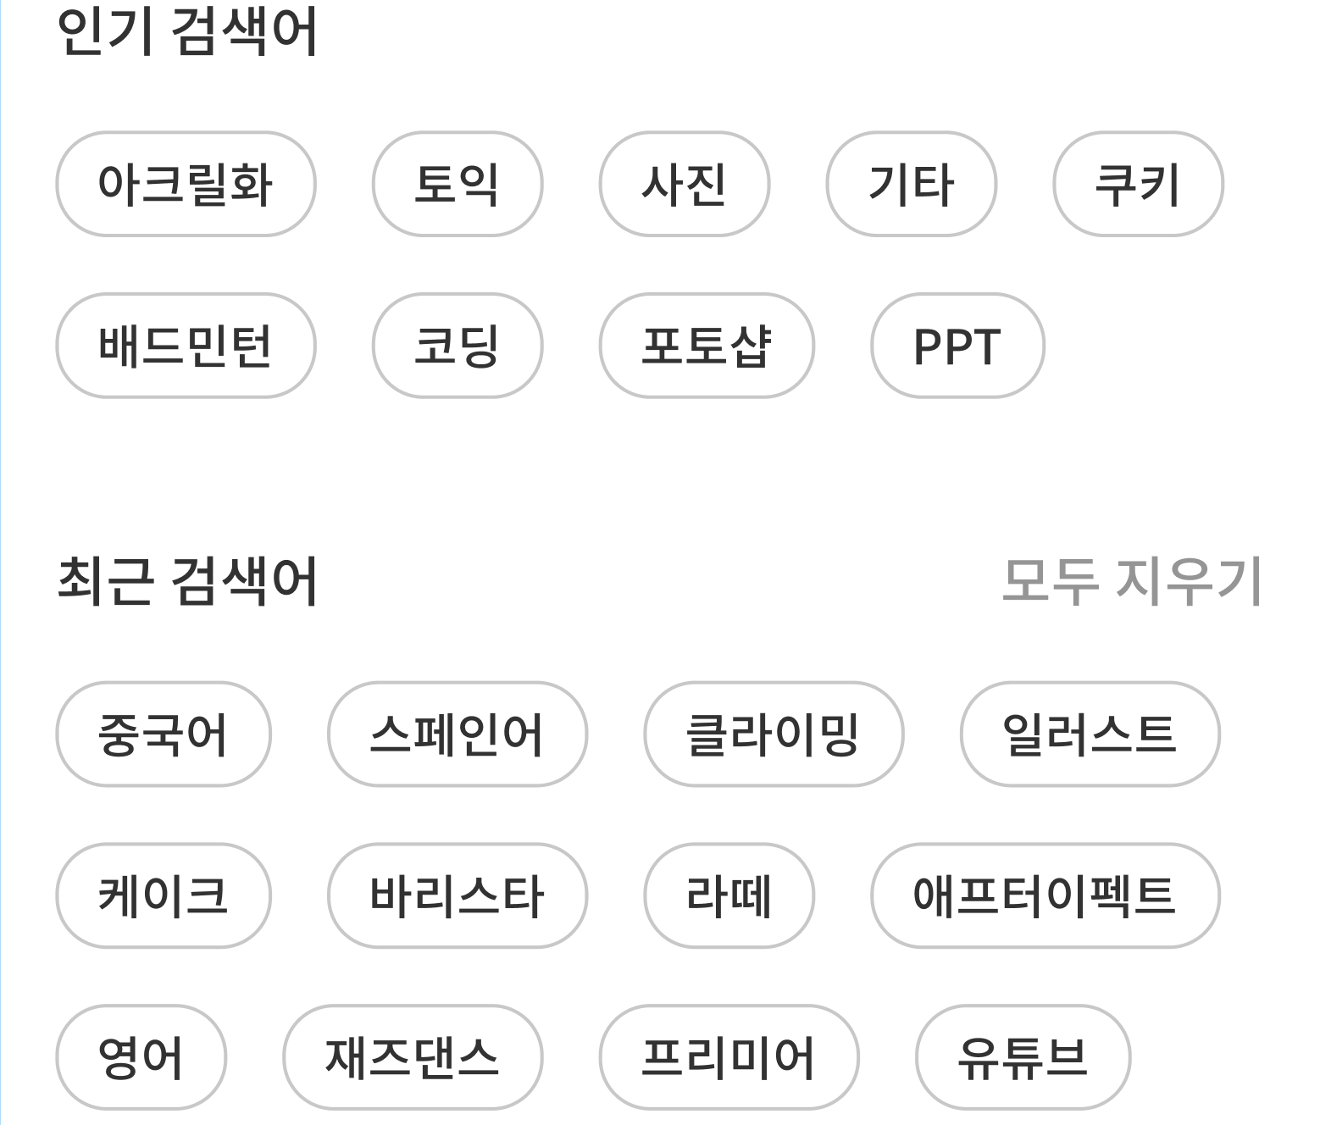 인기 검색어
아크릴화 토익 사진 기타 쿠키
배드민턴 코딩 포토샵 PPT
최근 검색어 모두 지우기
중국어 스페인어 클라이밍 일러스트
케이크 바리스타 라떼 애프터이펙트
영어 재즈댄스 프리미어 유튜브